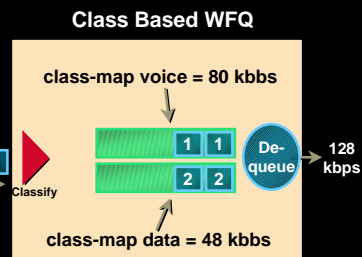 Class Based WFQ
class-map voice = 80 kbbs
1 1
2 2
Classify
De-
queue
128
kbps
class-map data = 48 kbbs